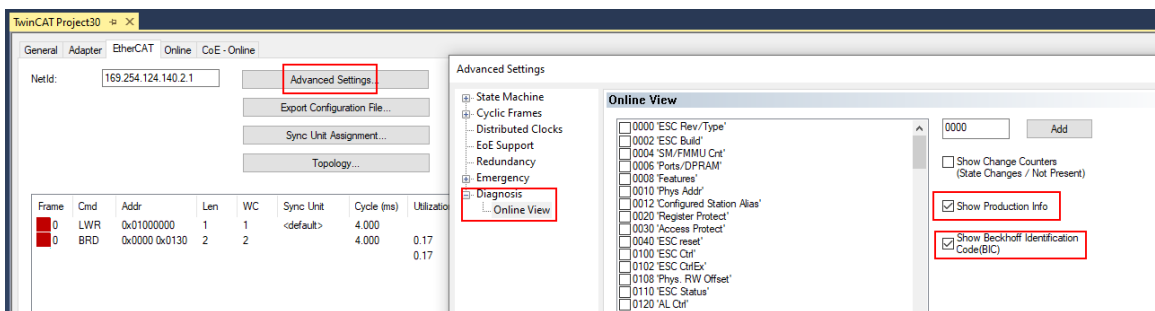 TwinCAT Project30
General Adapter EtherCAT Online CoE - Online
NetId: 169.254.124.140.2.1
Advanced Settings...
Export Configuration File...
Sync Unit Assignment...
Topology...
Frame Cmd Addr Len WC Sync Unit Cycle (ms) Utilizatio
0 LWR 0x01000000 1 1 <default> 4.000
0 BRD 0x0000 0x0130 2 2 4.000 0.17
0.17
Advanced Settings
State Machine
Cyclic Frames
Distributed Clocks
EoE Support
Redundancy
Emergency
Diagnosis
Online View
Online View
0000 'ESC Rev/Type'
0002 'ESC Build'
0004 'SM/FMMU Cnt'
0006 'Ports/DPRAM'
0008 'Features'
0010 'Phys Addr'
0012 'Configured Station Alias'
0020 'Register Protect'
0030 'Access Protect'
0040 'ESC reset'
0100 'ESC Ctrl'
0102 'ESC CtrlEx'
0108 'Phys. RW Offset'
0110 'ESC Status'
0120 'AL Ctrl'
0000 Add
Show Change Counters
(State Changes / Not Present)
Show Production Info
Show Beckhoff Identification
Code(BIC)